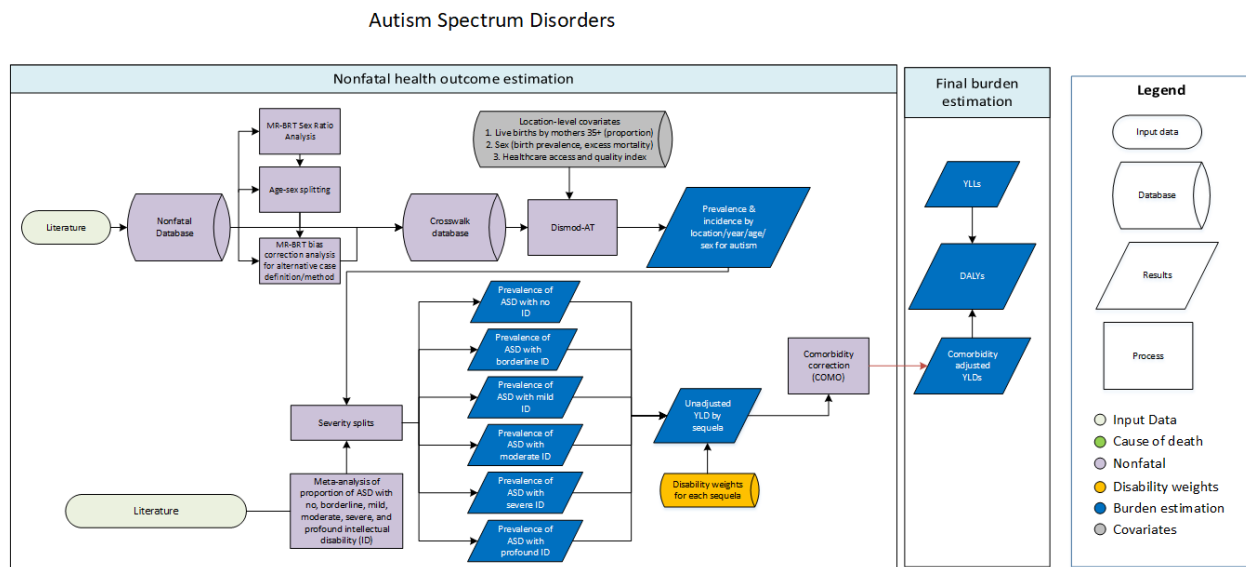 Autism Spectrum Disorders
Nonfatal health outcome estimation
Literature
Nonfatal
Database
MR-BRT Sex Ratio
Analysis
Age-sex splitting
MR-BRT bias
correction analysis
for alternative case
definition/method
Crosswalk
database
Location-level covariates
1. Live births by mothers 35+ (proportion)
2. Sex (birth prevalence, excess mortality)
3. Healthcare access and quality index
Dismod-AT
Prevalence &
incidence by
location/year/age/
sex for autism
Severity splits
Literature
Meta-analysis of
proportion of ASD with
no, borderline, mild,
moderate, severe, and
profound intellectual
disability (ID)
Prevalence of
ASD with no
ID
Prevalence of
ASD with
borderline ID
Prevalence of
ASD with mild
ID
Prevalence of
ASD with
moderate ID
Prevalence of
ASD with
severe ID
Prevalence of
ASD with
profound ID
Unadjusted
YLD by
sequela
Disability weights
for each sequela
Comorbidity
correction
(COMO)
Final burden
estimation
YLLs
DALYs
Comorbidity
adjusted
YLDs
Legend
Input data
Database
Results
Process
Input Data
Cause of death
Nonfatal
Disability weights
Burden estimation
Covariates